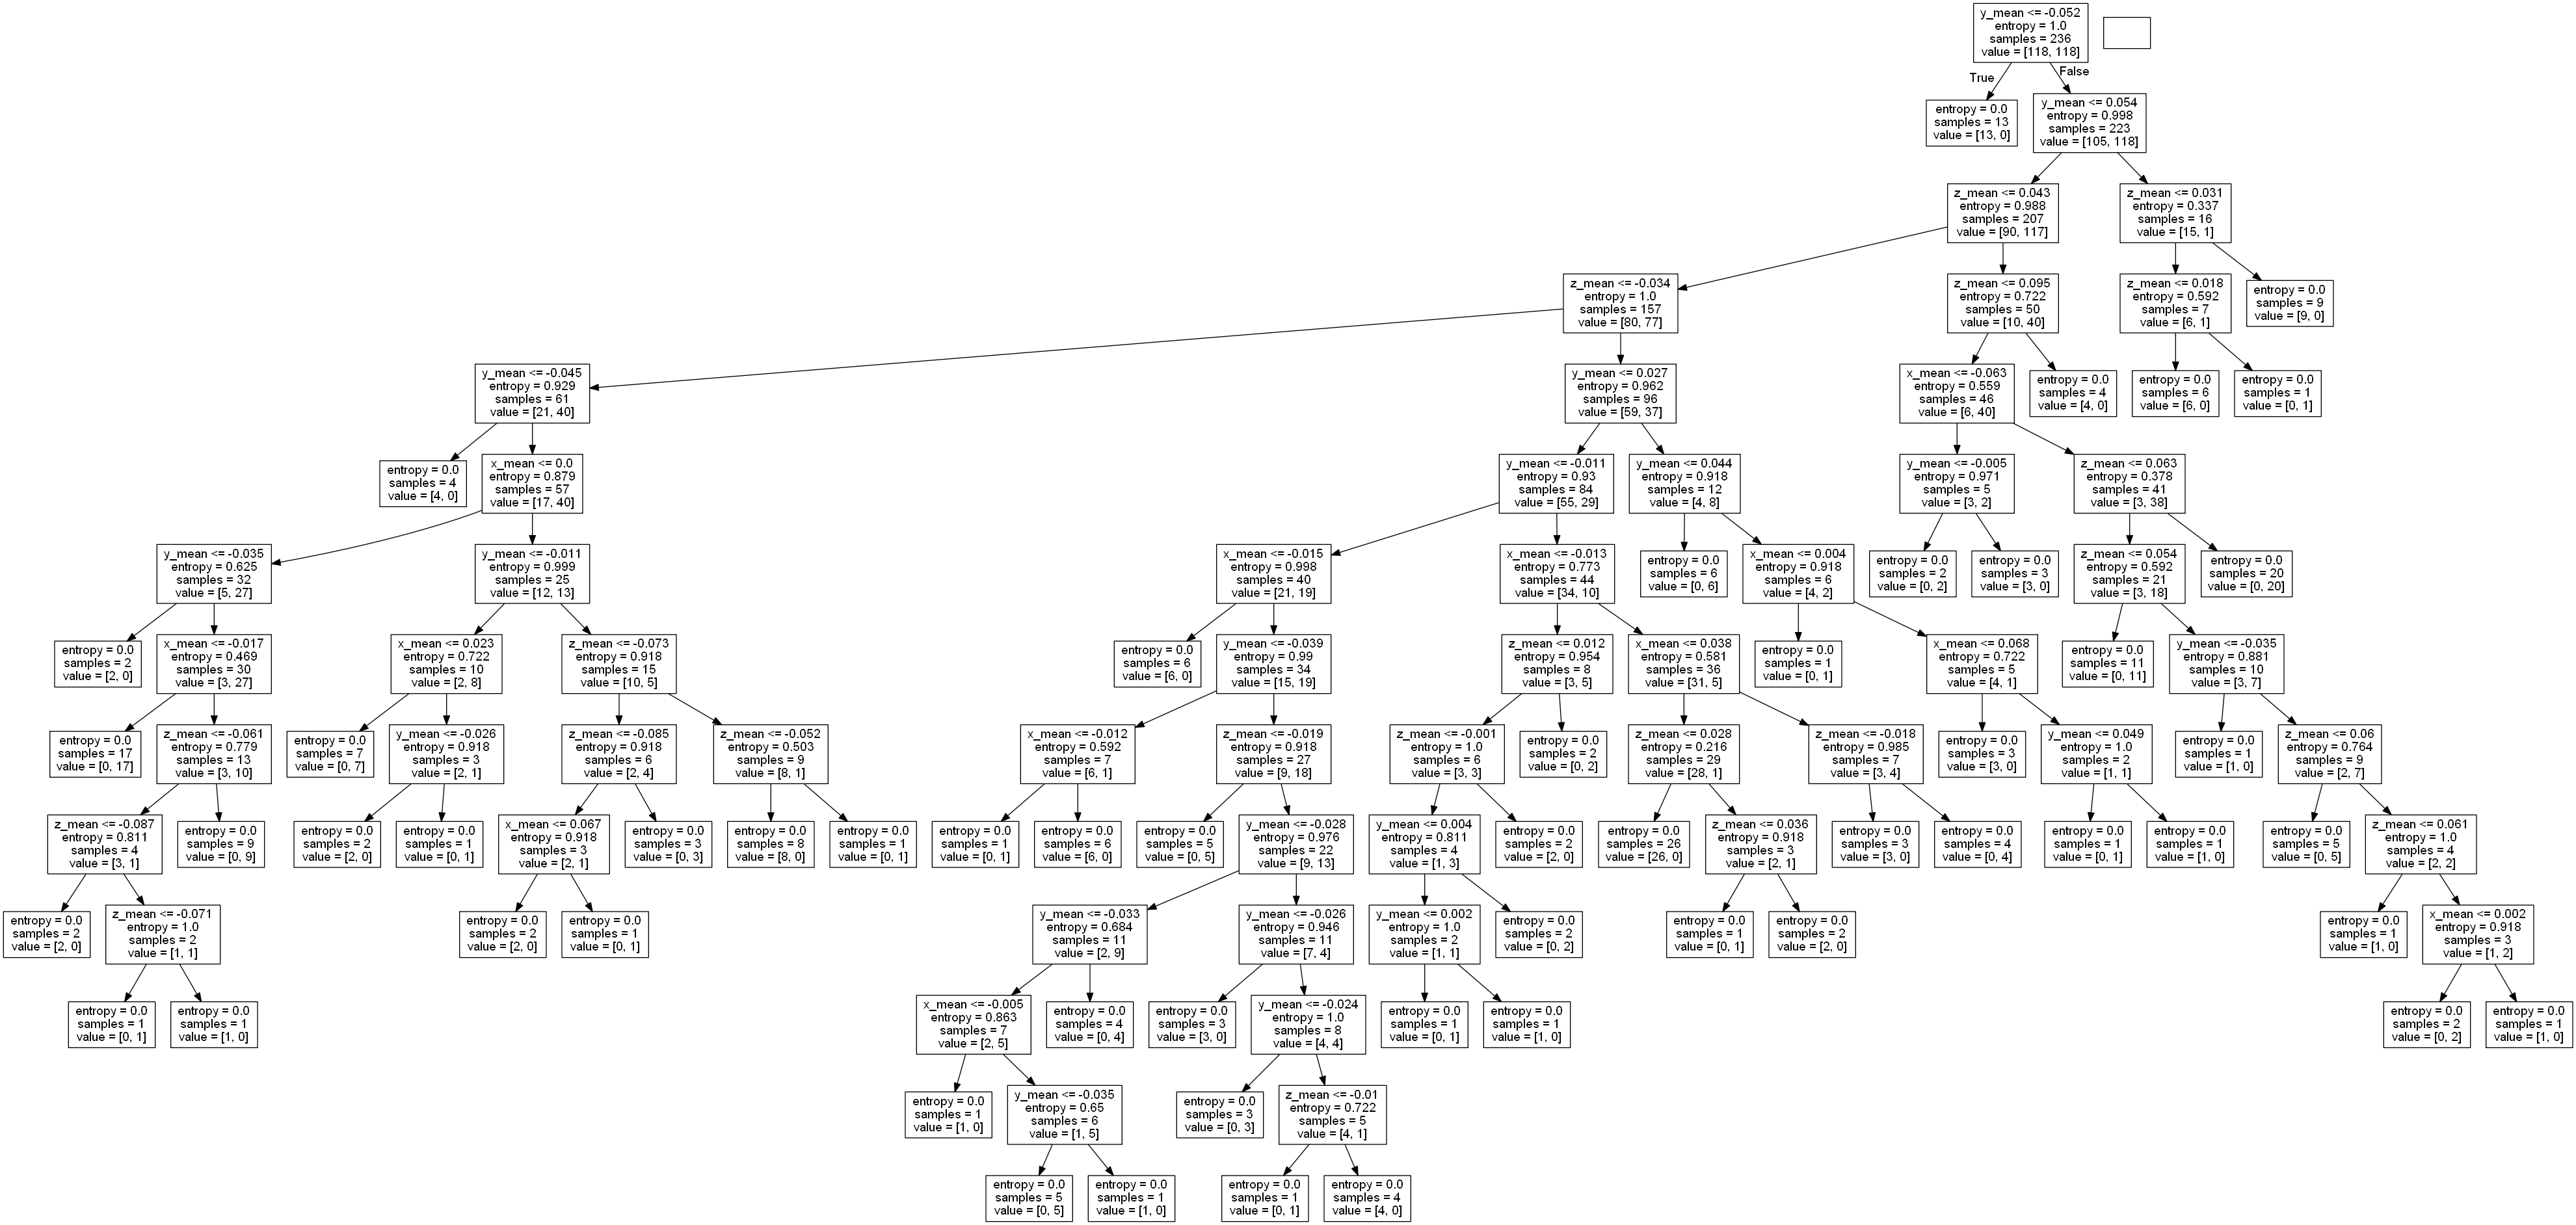 y_mean <= -0.052
entropy = 1.0
samples = 236
value = [118, 118]
True
False
entropy = 0.0
samples = 13
value = [13, 0]
y_mean <= 0.054
entropy = 0.998
samples = 223
value = [105, 118]
z_mean <= 0.043
entropy = 0.988
samples = 207
value = [90, 117]
z_mean <= 0.031
entropy = 0.337
samples = 16
value = [15, 1]
z_mean <= -0.034
entropy = 1.0
samples = 157
value = [80, 77]
z_mean <= 0.095
entropy = 0.722
samples = 50
value = [10, 40]
z_mean <= 0.018
entropy = 0.592
samples = 7
value = [6, 1]
entropy = 0.0
samples = 9
value = [9, 0]
y_mean <= -0.045
entropy = 0.929
samples = 61
value = [21, 40]
y_mean <= 0.027
entropy = 0.962
samples = 96
value = [59, 37]
x_mean <= -0.063
entropy = 0.559
samples = 46
value = [6, 40]
entropy = 0.0
samples = 4
value = [4, 0]
entropy = 0.0
samples = 6
value = [6, 0]
entropy = 0.0
samples = 1
value = [0, 1]
entropy = 0.0
samples = 4
value = [4, 0]
x_mean <= 0.0
entropy = 0.879
samples = 57
value = [17, 40]
y_mean <= -0.011
entropy = 0.93
samples = 84
value = [55, 29]
y_mean <= 0.044
entropy = 0.918
samples = 12
value = [4, 8]
y_mean <= -0.005
entropy = 0.971
samples = 5
value = [3, 2]
z_mean <= 0.063
entropy = 0.378
samples = 41
value = [3, 38]
y_mean <= -0.035
entropy = 0.625
samples = 32
value = [5, 27]
y_mean <= -0.011
entropy = 0.999
samples = 25
value = [12, 13]
x_mean <= -0.015
entropy = 0.998
samples = 40
value = [21, 19]
x_mean <= -0.013
entropy = 0.773
samples = 44
value = [34, 10]
entropy = 0.0
samples = 6
value = [0, 6]
x_mean <= 0.004
entropy = 0.918
samples = 6
value = [4, 2]
entropy = 0.0
samples = 2
value = [0, 2]
entropy = 0.0
samples = 3
value = [3, 0]
z_mean <= 0.054
entropy = 0.592
samples = 21
value = [3, 18]
entropy = 0.0
samples = 20
value = [0, 20]
entropy = 0.0
samples = 2
value = [2, 0]
x_mean <= -0.017
entropy = 0.469
samples = 30
value = [3, 27]
x_mean <= 0.023
entropy = 0.722
samples = 10
value = [2, 8]
z_mean <= -0.073
entropy = 0.918
samples = 15
value = [10, 5]
entropy = 0.0
samples = 6
value = [6, 0]
y_mean <= -0.039
entropy = 0.99
samples = 34
value = [15, 19]
z_mean <= 0.012
entropy = 0.954
samples = 8
value = [3, 5]
x_mean <= 0.038
entropy = 0.581
samples = 36
value = [31, 5]
entropy = 0.0
samples = 1
value = [0, 1]
x_mean <= 0.068
entropy = 0.722
samples = 5
value = [4, 1]
entropy = 0.0
samples = 11
value = [0, 11]
y_mean <= -0.035
entropy = 0.881
samples = 10
value = [3, 7]
entropy = 0.0
samples = 17
value = [0, 17]
z_mean <= -0.061
entropy = 0.779
samples = 13
value = [3, 10]
entropy = 0.0
samples = 7
value = [0, 7]
y_mean <= -0.026
entropy = 0.918
samples = 3
value = [2, 1]
z_mean <= -0.085
entropy = 0.918
samples = 6
value = [2, 4]
z_mean <= -0.052
entropy = 0.503
samples = 9
value = [8, 1]
x_mean <= -0.012
entropy = 0.592
samples = 7
value = [6, 1]
z_mean <= -0.019
entropy = 0.918
samples = 27
value = [9, 18]
z_mean <= -0.001
entropy = 1.0
samples = 6
value = [3, 3]
entropy = 0.0
samples = 2
value = [0, 2]
z_mean <= 0.028
entropy = 0.216
samples = 29
value = [28, 1]
z_mean <= -0.018
entropy = 0.985
samples = 7
value = [3, 4]
entropy = 0.0
samples = 3
value = [3, 0]
y_mean <= 0.049
entropy = 1.0
samples = 2
value = [1, 1]
entropy = 0.0
samples = 1
value = [1, 0]
z_mean <= 0.06
entropy = 0.764
samples = 9
value = [2, 7]
z_mean <= -0.087
entropy = 0.811
samples = 4
value = [3, 1]
entropy = 0.0
samples = 9
value = [0, 9]
entropy = 0.0
samples = 2
value = [2, 0]
entropy = 0.0
samples = 1
value = [0, 1]
x_mean <= 0.067
entropy = 0.918
samples = 3
value = [2, 1]
entropy = 0.0
samples = 3
value = [0, 3]
entropy = 0.0
samples = 8
value = [8, 0]
entropy = 0.0
samples = 1
value = [0, 1]
entropy = 0.0
samples = 1
value = [0, 1]
entropy = 0.0
samples = 6
value = [6, 0]
entropy = 0.0
samples = 5
value = [0, 5]
y_mean <= -0.028
entropy = 0.976
samples = 22
value = [9, 13]
y_mean <= 0.004
entropy = 0.811
samples = 4
value = [1, 3]
entropy = 0.0
samples = 2
value = [2, 0]
entropy = 0.0
samples = 26
value = [26, 0]
z_mean <= 0.036
entropy = 0.918
samples = 3
value = [2, 1]
entropy = 0.0
samples = 3
value = [3, 0]
entropy = 0.0
samples = 4
value = [0, 4]
entropy = 0.0
samples = 1
value = [0, 1]
entropy = 0.0
samples = 1
value = [1, 0]
entropy = 0.0
samples = 5
value = [0, 5]
z_mean <= 0.061
entropy = 1.0
samples = 4
value = [2, 2]
entropy = 0.0
samples = 2
value = [2, 0]
z_mean <= -0.071
entropy = 1.0
samples = 2
value = [1, 1]
entropy = 0.0
samples = 2
value = [2, 0]
entropy = 0.0
samples = 1
value = [0, 1]
y_mean <= -0.033
entropy = 0.684
samples = 11
value = [2, 9]
y_mean <= -0.026
entropy = 0.946
samples = 11
value = [7, 4]
y_mean <= 0.002
entropy = 1.0
samples = 2
value = [1, 1]
entropy = 0.0
samples = 2
value = [0, 2]
entropy = 0.0
samples = 1
value = [0, 1]
entropy = 0.0
samples = 2
value = [2, 0]
entropy = 0.0
samples = 1
value = [1, 0]
x_mean <= 0.002
entropy = 0.918
samples = 3
value = [1, 2]
entropy = 0.0
samples = 1
value = [0, 1]
entropy = 0.0
samples = 1
value = [1, 0]
x_mean <= -0.005
entropy = 0.863
samples = 7
value = [2, 5]
entropy = 0.0
samples = 4
value = [0, 4]
entropy = 0.0
samples = 3
value = [3, 0]
y_mean <= -0.024
entropy = 1.0
samples = 8
value = [4, 4]
entropy = 0.0
samples = 1
value = [0, 1]
entropy = 0.0
samples = 1
value = [1, 0]
entropy = 0.0
samples = 2
value = [0, 2]
entropy = 0.0
samples = 1
value = [1, 0]
entropy = 0.0
samples = 1
value = [1, 0]
y_mean <= -0.035
entropy = 0.65
samples = 6
value = [1, 5]
entropy = 0.0
samples = 3
value = [0, 3]
z_mean <= -0.01
entropy = 0.722
samples = 5
value = [4, 1]
entropy = 0.0
samples = 5
value = [0, 5]
entropy = 0.0
samples = 1
value = [1, 0]
entropy = 0.0
samples = 1
value = [0, 1]
entropy = 0.0
samples = 4
value = [4, 0]